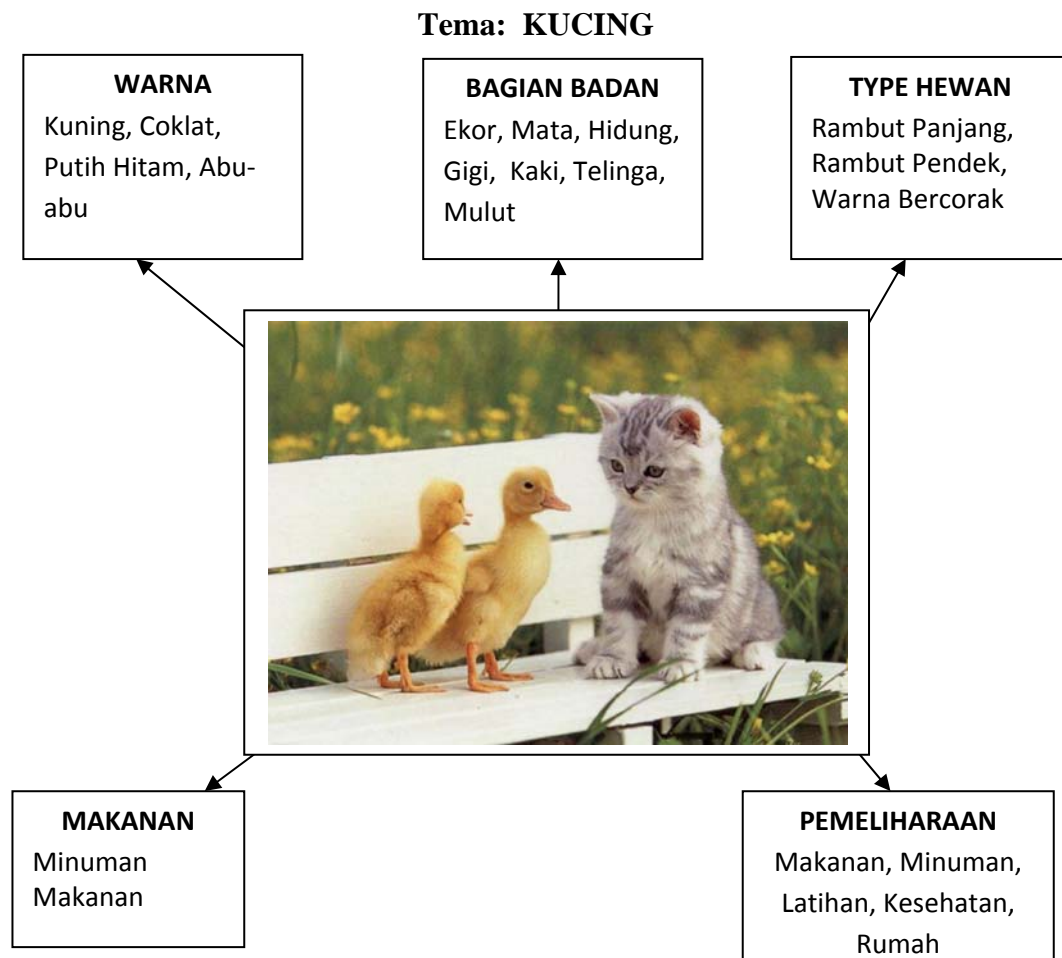 Tema: KUCING
WARNA
Kuning, Coklat,
Putih Hitam, Abu-
abu
BAGIAN BADAN
Ekor, Mata, Hidung,
Gigi, Kaki, Telinga,
Mulut
TYPE HEWAN
Rambut Panjang,
Rambut Pendek,
Warna Bercorak
MAKANAN
Minuman
Makanan
PEMELIHARAAN
Makanan, Minuman,
Latihan, Kesehatan,
Rumah